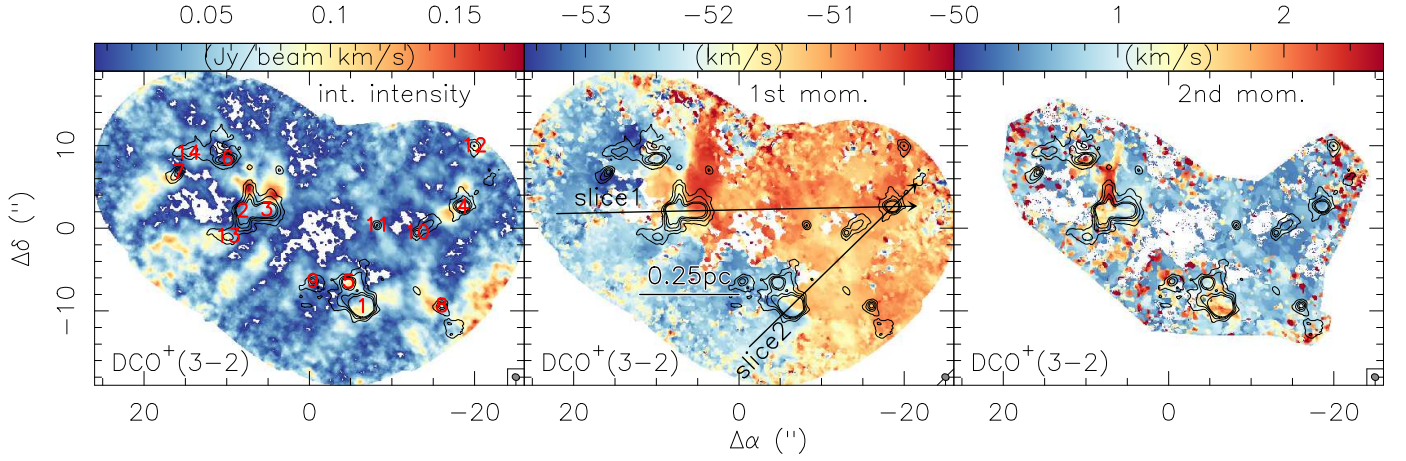 0.05 0.1 0.15 −53 −52 −51 −50 1 2
(Jy/beam km/s) (km/s) (km/s)
int. intensity 1st mom. 2nd mom.
10
0
−10
Δδ (")
14 6 7 12
2 3 4
13 11 10
9 5 1 8
slice1
0.25pc
slice2
DCO⁺(3−2) DCO⁺(3−2) DCO⁺(3−2)
20 0 −20 20 0 −20 20 0 −20
Δα (")